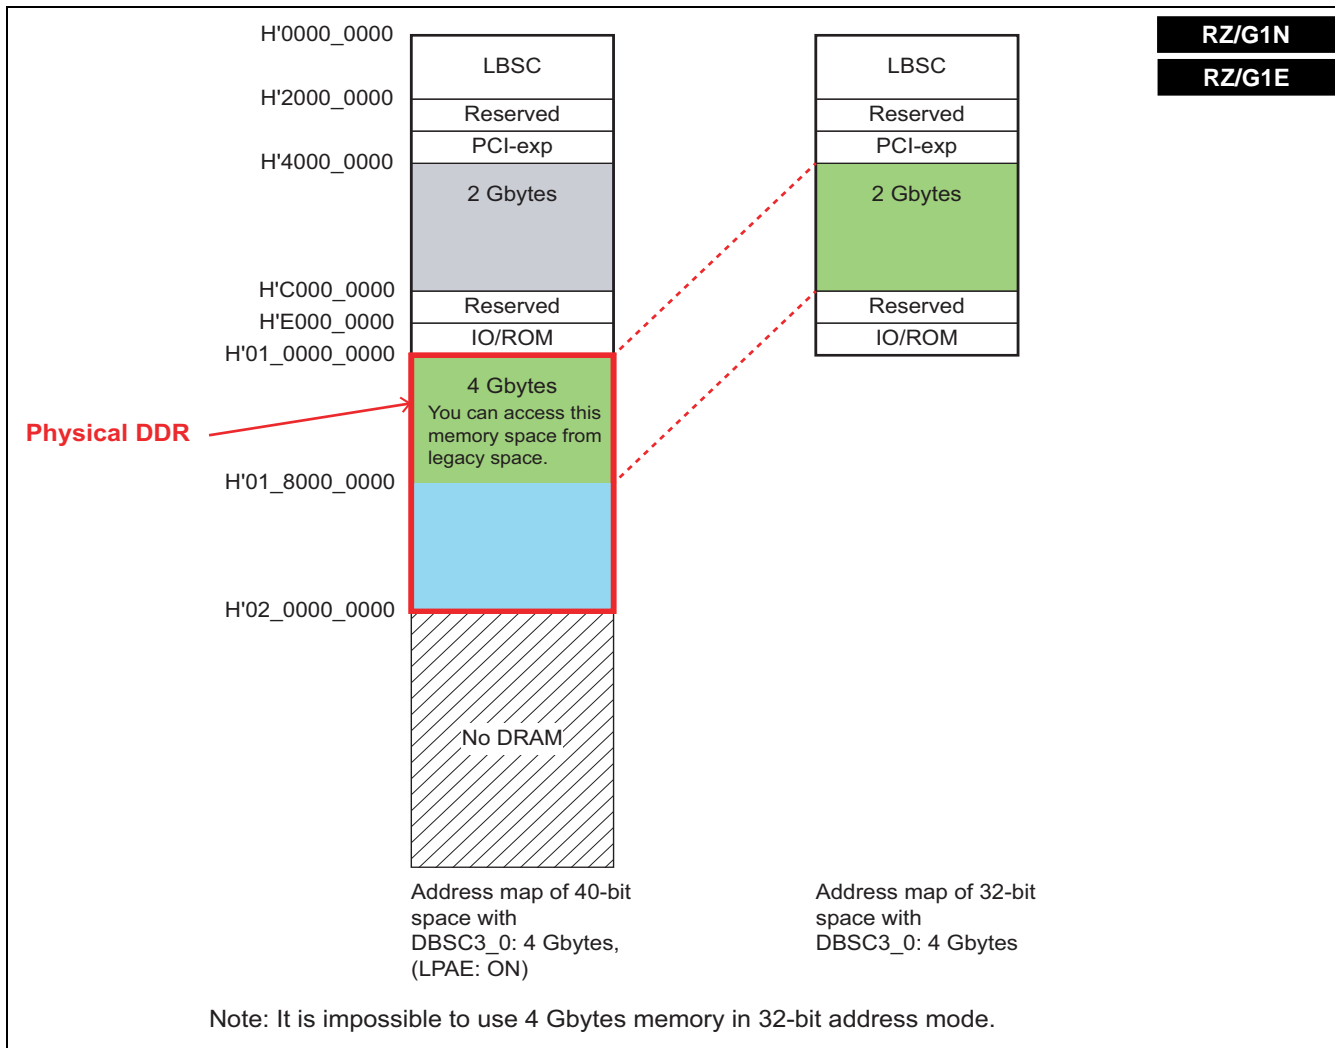 RZ/G1N
RZ/G1E
H'0000_0000
LBSC
H'2000_0000
Reserved
PCI-exp
H'4000_0000
2 Gbytes
H'C000_0000
Reserved
H'E000_0000
IO/ROM
H'01_0000_0000
4 Gbytes
You can access this
memory space from
legacy space.
Physical DDR
H'01_8000_0000
H'02_0000_0000
No DRAM
Address map of 40-bit
space with
DBSC3_0: 4 Gbytes,
(LPAE: ON)
LBSC
Reserved
PCI-exp
2 Gbytes
Reserved
IO/ROM
Address map of 32-bit
space with
DBSC3_0: 4 Gbytes
Note: It is impossible to use 4 Gbytes memory in 32-bit address mode.